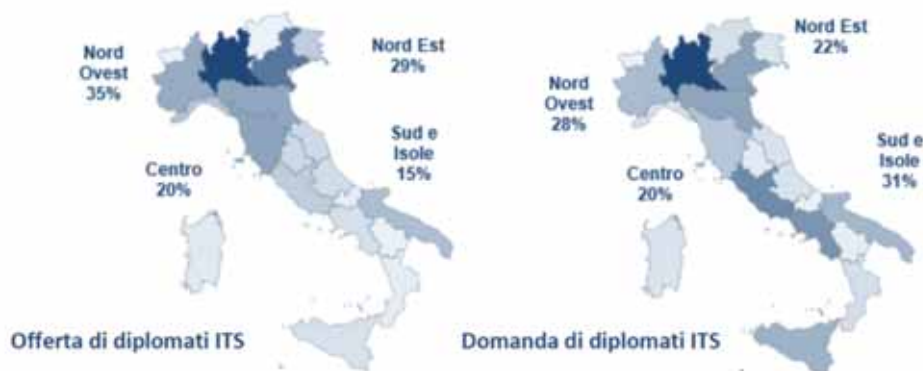 Nord
Ovest
35%
Nord Est
29%
Sud e
Isole
15%
Centro
20%
Offerta di diplomati ITS
Nord Est
22%
Nord
Ovest
28%
Sud e
Isole
31%
Centro
20%
Domanda di diplomati ITS